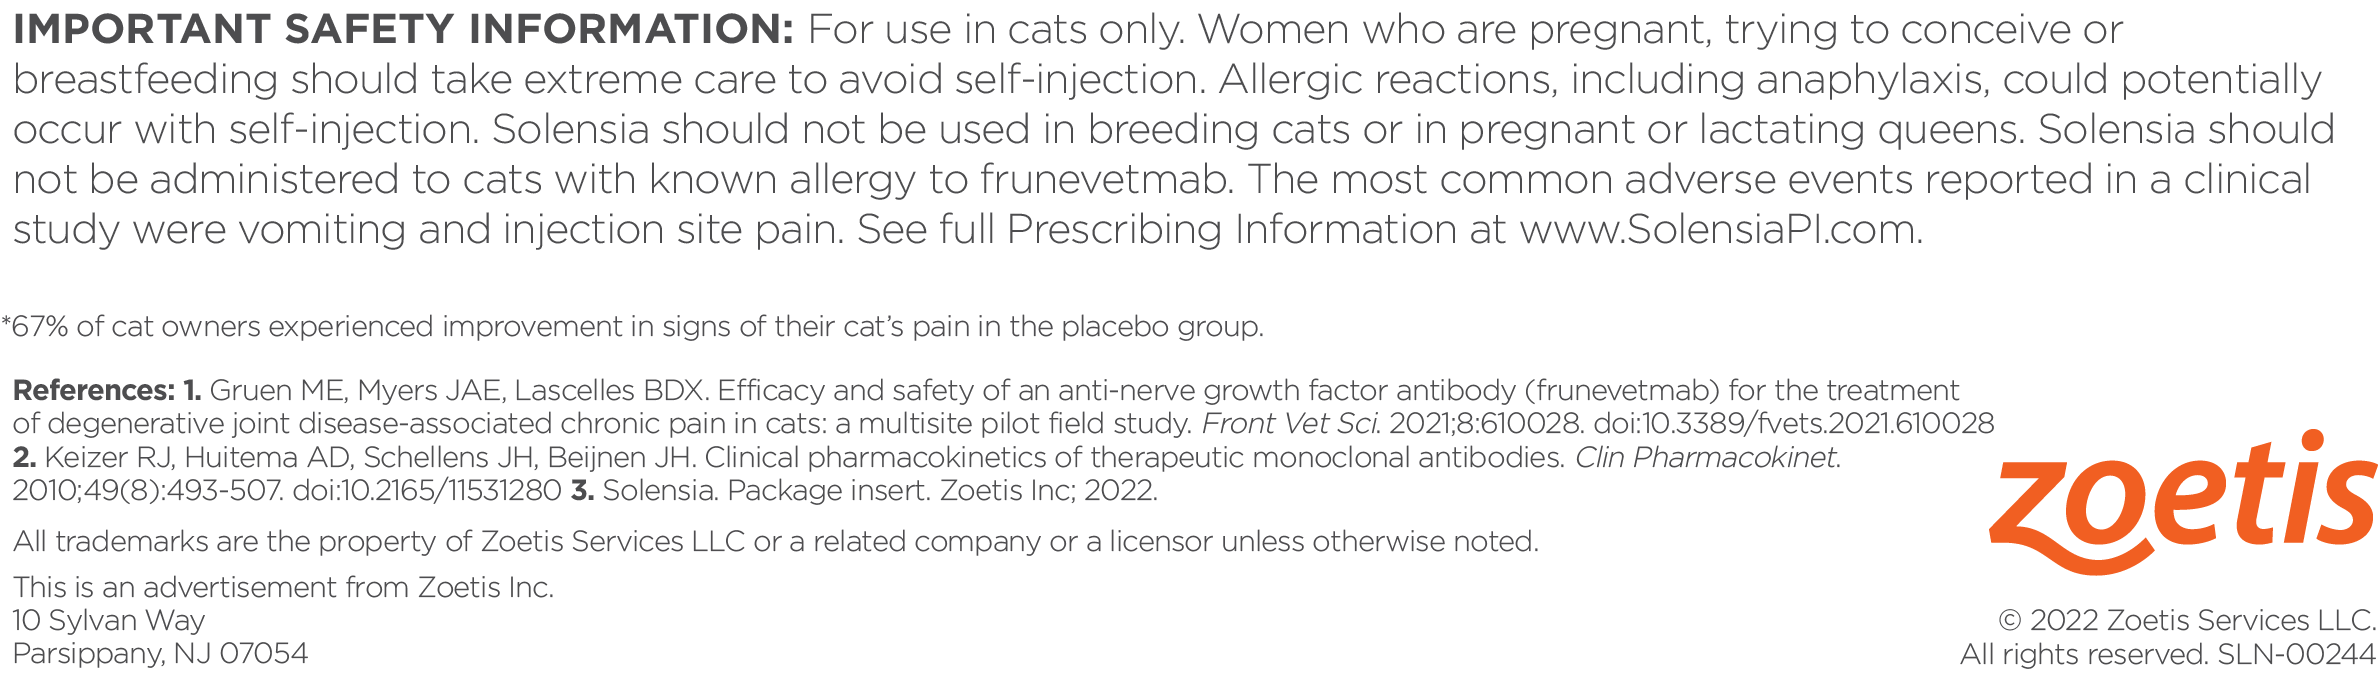 IMPORTANT SAFETY INFORMATION: For use in cats only. Women who are pregnant, trying to conceive or
breastfeeding should take extreme care to avoid self-injection. Allergic reactions, including anaphylaxis, could potentially
occur with self-injection. Solensia should not be used in breeding cats or in pregnant or lactating queens. Solensia should
not be administered to cats with known allergy to frunevetmab. The most common adverse events reported in a clinical
study were vomiting and injection site pain. See full Prescribing Information at www.SolensiaPI.com.
*67% of cat owners experienced improvement in signs of their cat’s pain in the placebo group.
References: 1. Gruen ME, Myers JAE, Lascelles BDX. Efficacy and safety of an anti-nerve growth factor antibody (frunevetmab) for the treatment
of degenerative joint disease-associated chronic pain in cats: a multisite pilot field study. Front Vet Sci. 2021;8:610028. doi:10.3389/fvets.2021.610028
2. Keizer RJ, Huitema AD, Schellens JH, Beijnen JH. Clinical pharmacokinetics of therapeutic monoclonal antibodies. Clin Pharmacokinet.
2010;49(8):493-507. doi:10.2165/11531280 3. Solensia. Package insert. Zoetis Inc; 2022.
All trademarks are the property of Zoetis Services LLC or a related company or a licensor unless otherwise noted.
This is an advertisement from Zoetis Inc.
10 Sylvan Way
Parsippany, NJ 07054
zoetis
© 2022 Zoetis Services LLC.
All rights reserved. SLN-00244